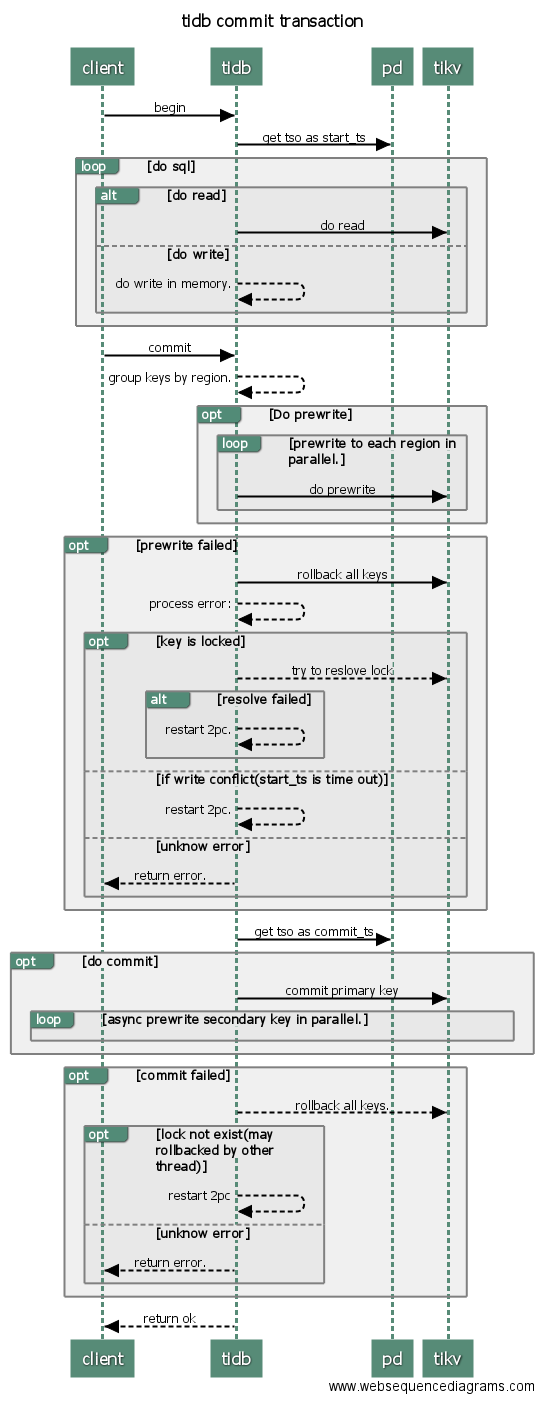 tidb commit transaction
client tidb pd tikv
begin
get tso as start_ts
loop [do sql]
alt [do read]
do read
[do write]
do write in memory.
commit
group keys by region.
opt [Do prewrite]
loop [prewrite to each region in
parallel.]
do prewrite
opt [prewrite failed]
rollback all keys
process error:
opt [key is locked]
try to reslove lock
alt [resolve failed]
restart 2pc.
[if write conflict(start_ts is time out)]
restart 2pc.
[unknow error]
return error.
get tso as commit_ts
opt [do commit]
commit primary key
loop [async prewrite secondary key in parallel.]
opt [commit failed]
rollback all keys.
opt [lock not exist(may
rollbacked by other
thread)]
restart 2pc
[unknow error]
return error.
return ok
client tidb pd tikv
www.websequencediagrams.com